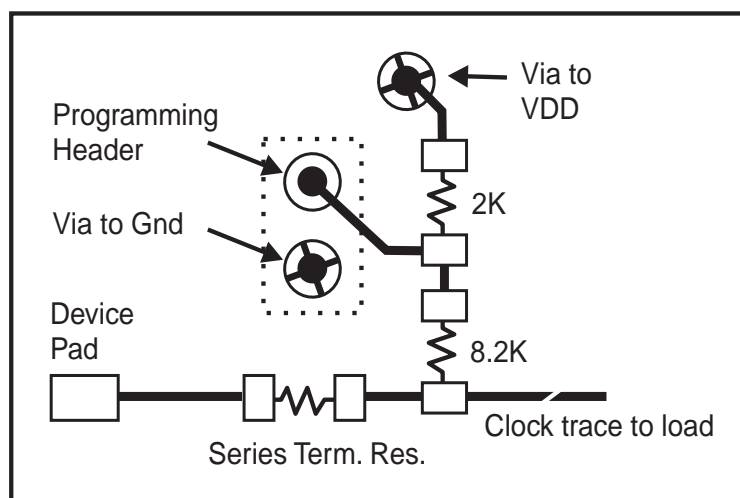 Via to
VDD
Programming
Header
2K
Via to Gnd
Device
Pad
8.2K
Clock trace to load
Series Term. Res.